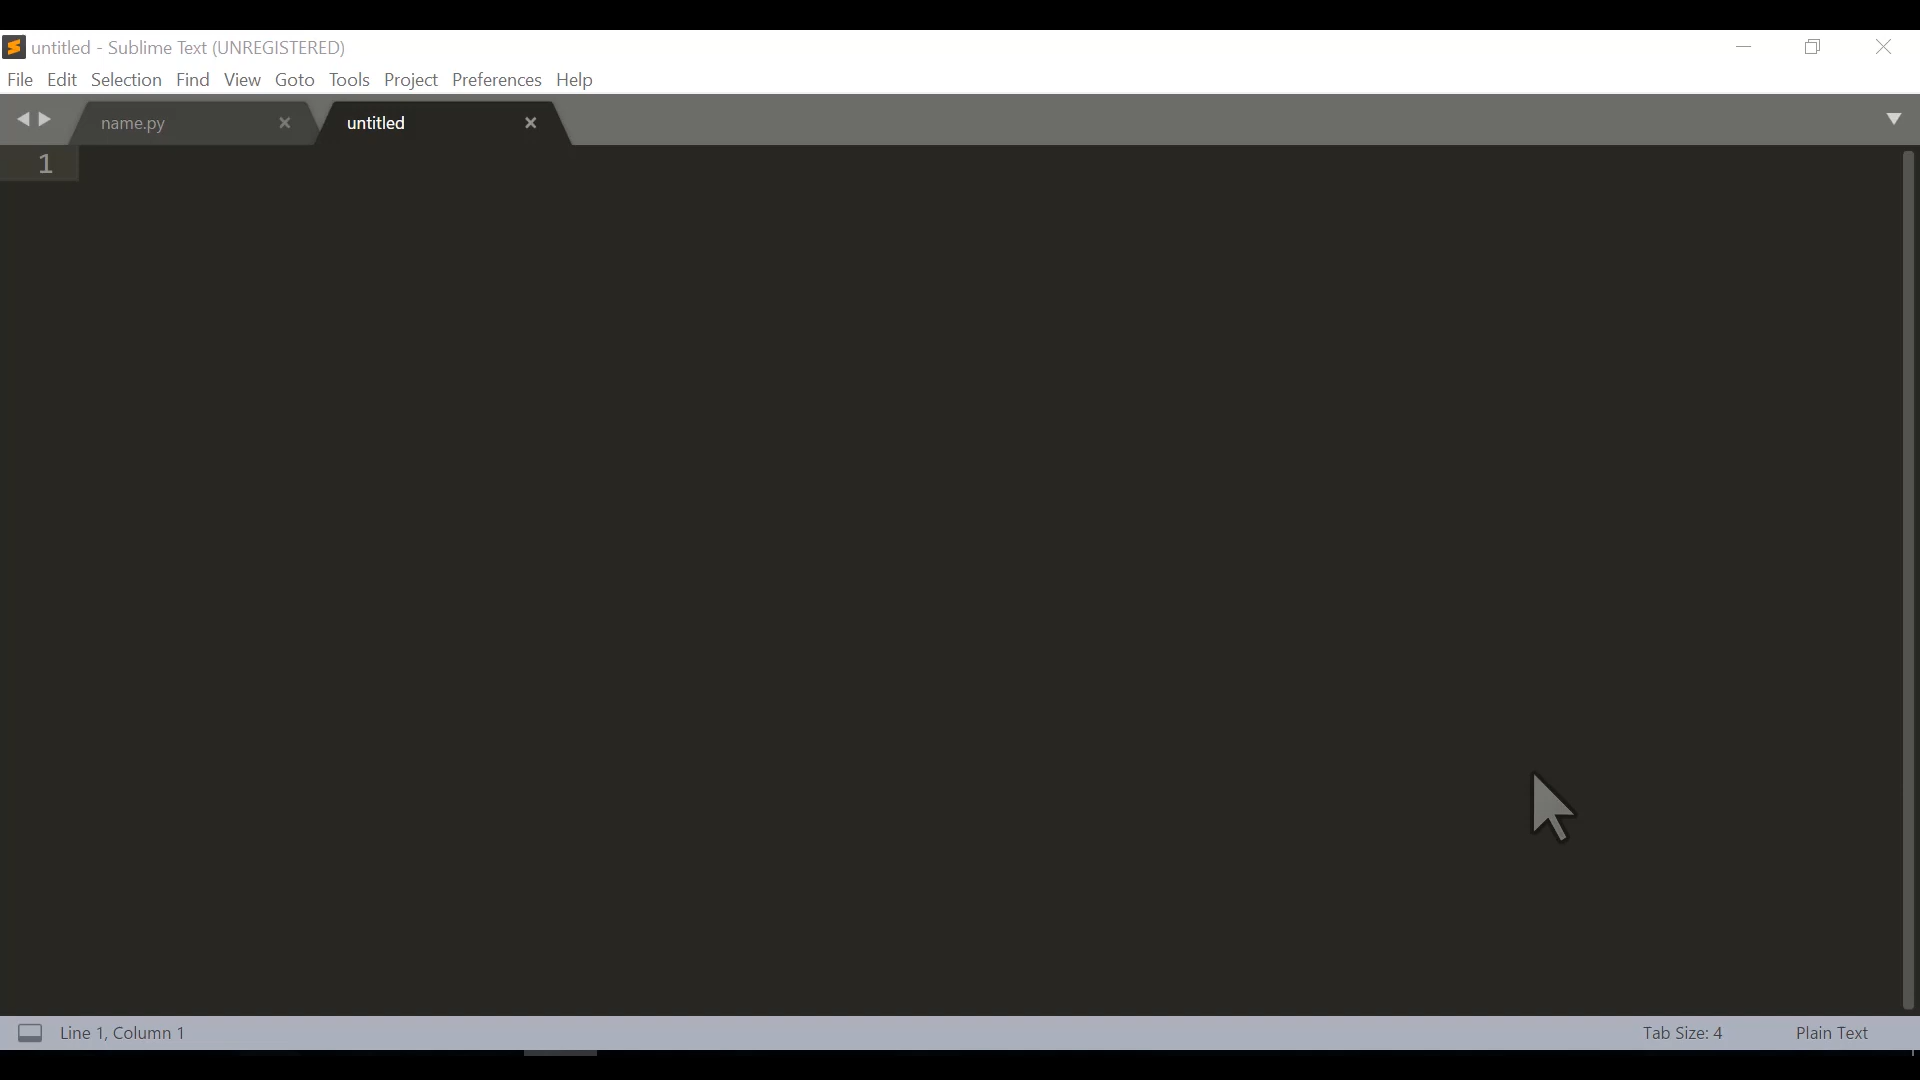 untitled - Sublime Text (UNREGISTERED)
File Edit Selection Find View Goto Tools Project Preferences Help
name.py untitled
1
Line 1, Column 1 Tab Size: 4 Plain Text